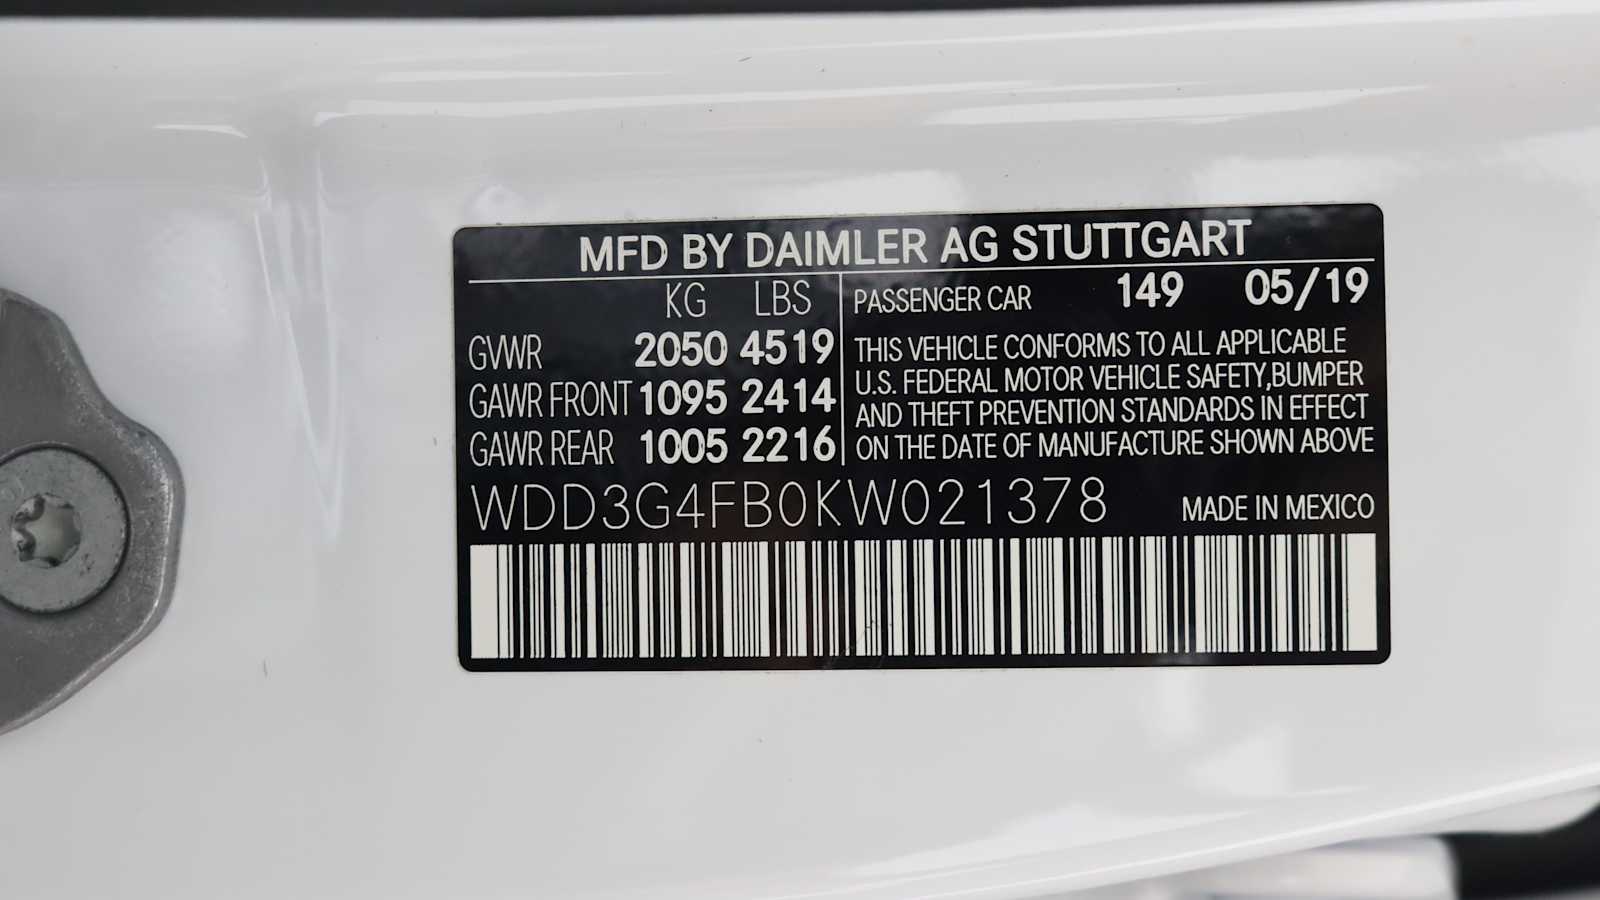 MFD BY DAIMLER AG STUTTGART
KG LBS
GVWR 2050 4519
GAWR FRONT 1095 2414
GAWR REAR 1005 2216
PASSENGER CAR 149 05/19
THIS VEHICLE CONFORMS TO ALL APPLICABLE
U.S. FEDERAL MOTOR VEHICLE SAFETY,BUMPER
AND THEFT PREVENTION STANDARDS IN EFFECT
ON THE DATE OF MANUFACTURE SHOWN ABOVE
WDD3G4FB0KW021378 MADE IN MEXICO